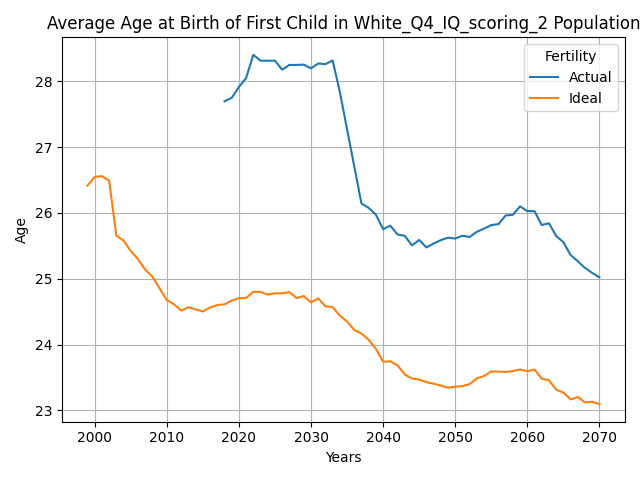 Average Age at Birth of First Child in White_Q4_IQ_scoring_2 Population
Fertility
Actual
Ideal
28
27
26
25
24
23
Age
2000 2010 2020 2030 2040 2050 2060 2070
Years